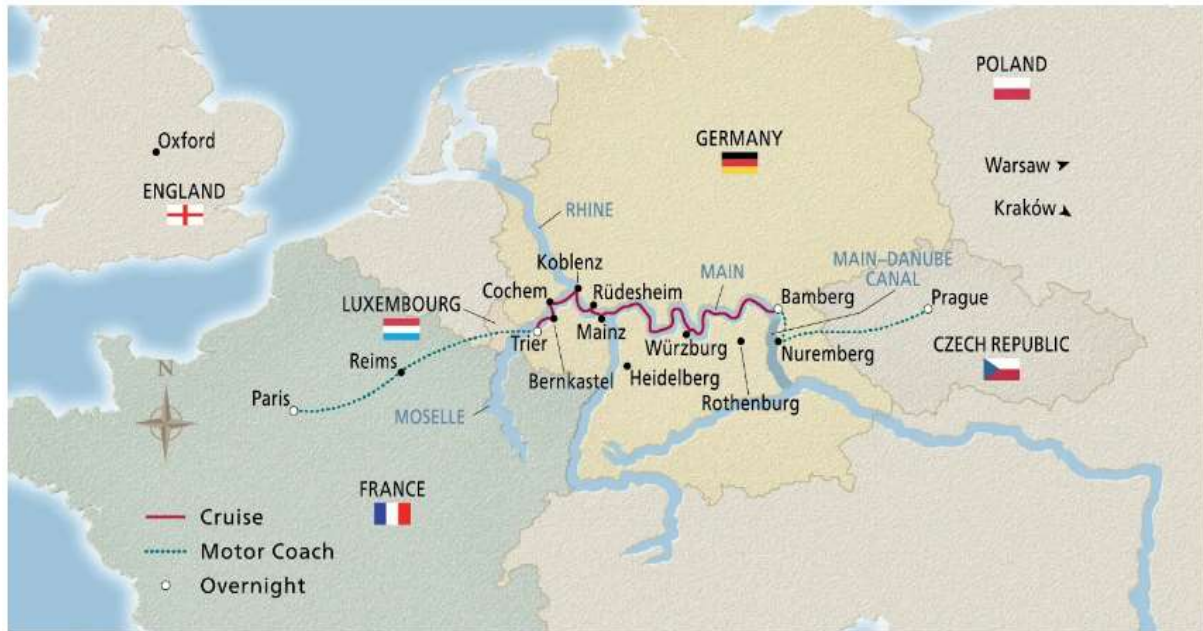 POLAND
GERMANY
Oxford
Warsaw
ENGLAND
Kraków
RHINE
MAIN–DANUBE
CANAL
Koblenz
MAIN
Cochem
Rüdesheim
Bamberg
Prague
LUXEMBOURG
Trier
Mainz
Würzburg
Nuremberg
CZECH REPUBLIC
Reims
Bernkastel
Heidelberg
N
Paris
MOSELLE
Rothenburg
FRANCE
Cruise
Motor Coach
Overnight